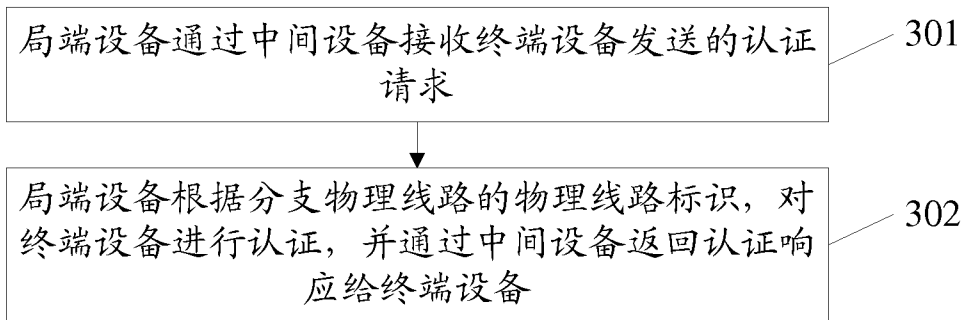 局端设备通过中间设备接收终端设备发送的认证
请求
301
局端设备根据分支物理线路的物理线路标识，对
终端设备进行认证，并通过中间设备返回认证响
应给终端设备
302